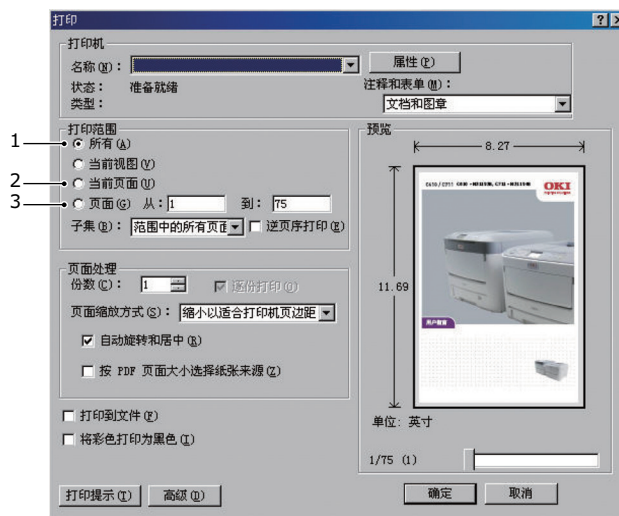 打印
打印机
名称(N):
属性(P)
状态: 准备就绪
注释和表单(M):
类型:
文档和图章
打印范围
1
所有(A)
当前视图(V)
2
当前页面(U)
3
页面(G) 从: 1 到: 75
子集(B): 范围中的所有页面
逆页序打印(E)
页面处理
份数(C): 1
逐份打印(O)
页面缩放方式(S): 缩小以适合打印机页边距
自动旋转和居中(R)
按 PDF 页面大小选择纸张来源(Z)
打印到文件(F)
将彩色打印为黑色(I)
预览
8.27
11.69
OKI
用户指南
单位: 英寸
1/75 (1)
打印提示(T)
高级(D)
确定
取消